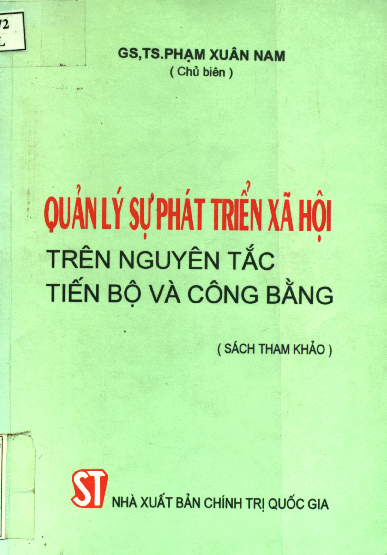 72
L
GS,TS.PHẠM XUÂN NAM
( Chủ biên )
QUẢN LÝ SỰ PHÁT TRIỂN XÃ HỘI
TRÊN NGUYÊN TẮC
TIẾN BỘ VÀ CÔNG BẰNG
( SÁCH THAM KHẢO )
ST NHÀ XUẤT BẢN CHÍNH TRỊ QUỐC GIA